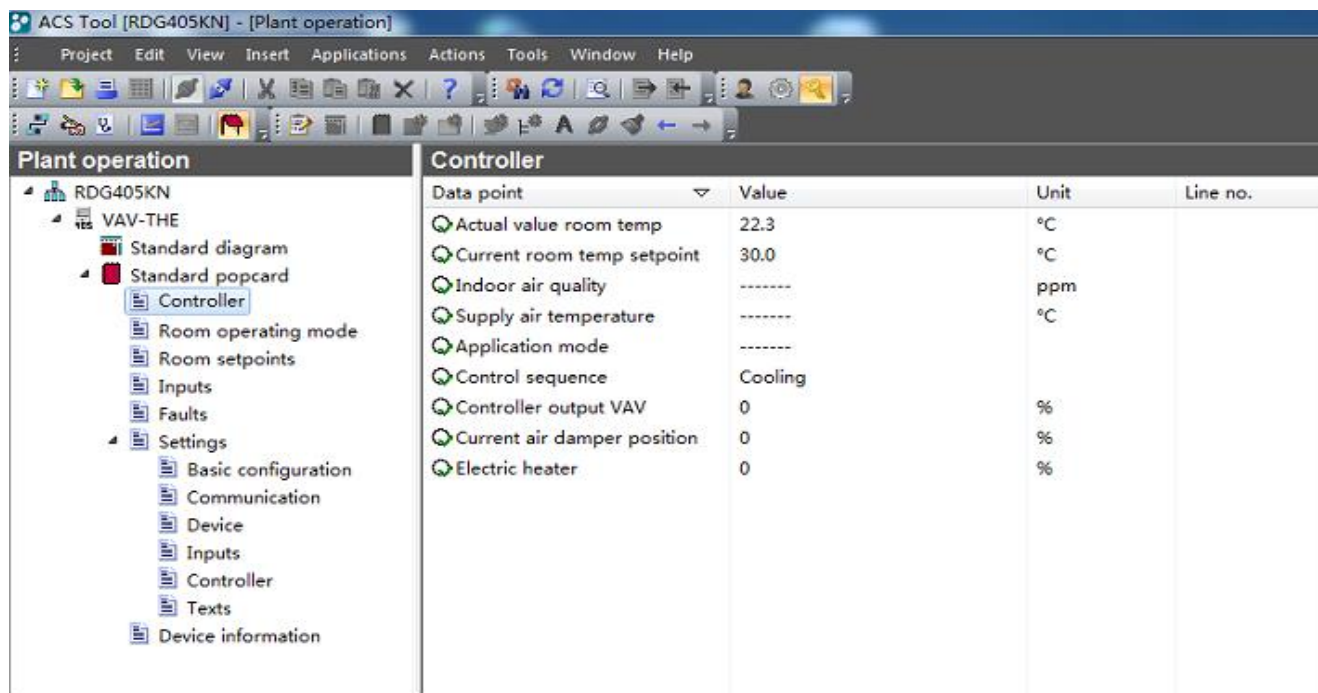 ACS Tool [RDG405KN] - [Plant operation]
Project Edit View Insert Applications Actions Tools Window Help
Plant operation
RDG405KN
VAV-THE
Standard diagram
Standard popcard
Controller
Room operating mode
Room setpoints
Inputs
Faults
Settings
Basic configuration
Communication
Device
Inputs
Controller
Texts
Device information
Controller
Data point Value Unit Line no.
Actual value room temp 22.3 °C
Current room temp setpoint 30.0 °C
Indoor air quality ------- ppm
Supply air temperature ------- °C
Application mode -------
Control sequence Cooling
Controller output VAV 0 %
Current air damper position 0 %
Electric heater 0 %